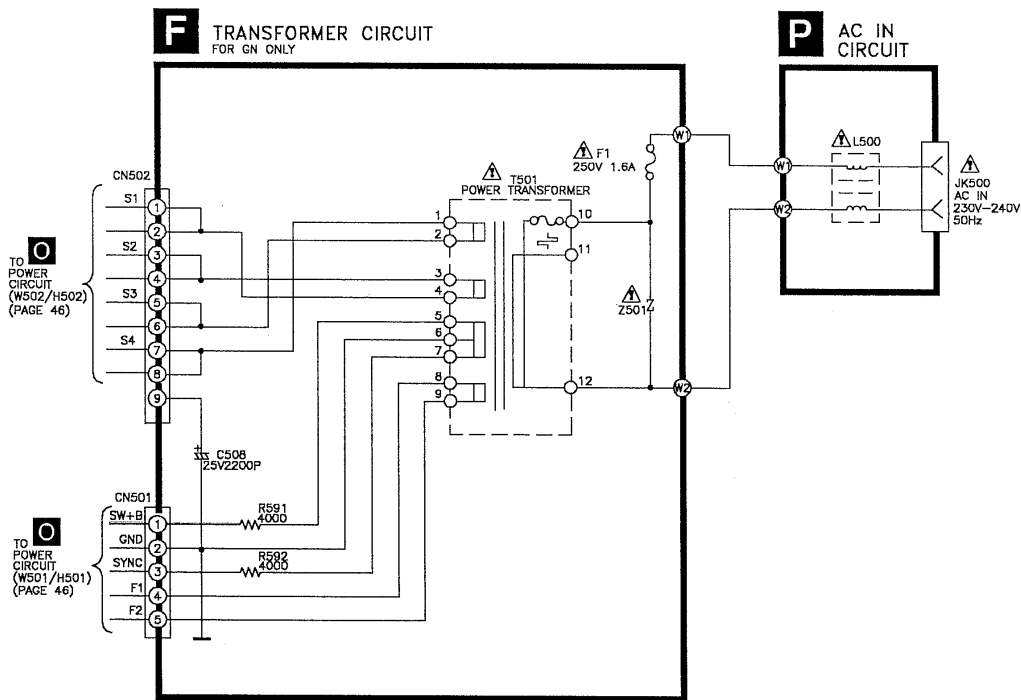 F TRANSFORMER CIRCUIT
FOR GN ONLY
P AC IN
CIRCUIT
CN502
S1
1
2
S2
3
4
S3
5
6
S4
7
8
9
TO O
POWER
CIRCUIT
(W502/H502)
(PAGE 46)
C508
25V2200P
CN501
SW+B
1
GND
2
SYNC
3
F1
4
F2
5
TO O
POWER
CIRCUIT
(W501/H501)
(PAGE 46)
R591
4000
R592
4000
T501
POWER TRANSFORMER
1
2
3
4
5
6
7
8
9
10
11
12
F1
250V 1.6A
Z501
W1
W2
W1
W2
L500
JK500
AC IN
230V-240V
50Hz